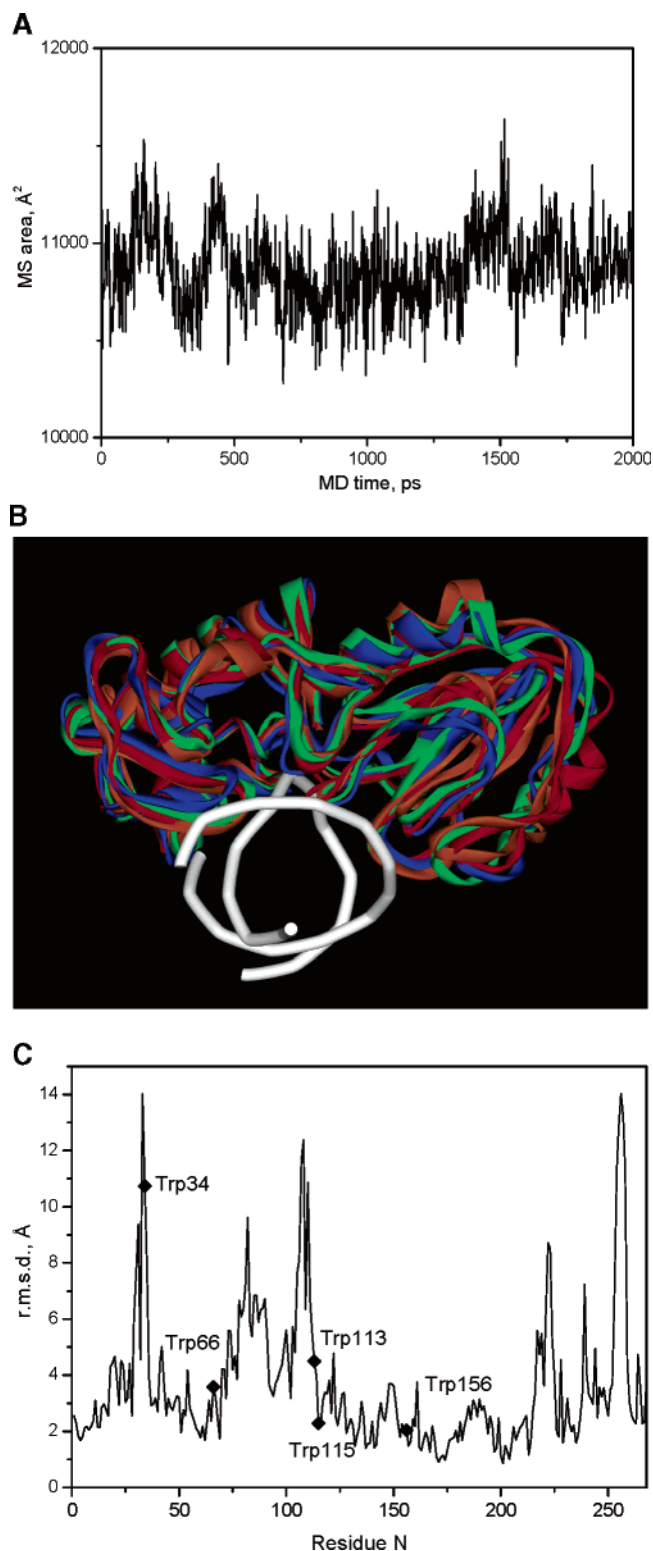 A
12000
11000
10000
MS area, Å²
0
500
1000
1500
2000
MD time, ps
B
C
14
12
10
8
6
4
2
0
r.m.s.d., Å
Trp34
Trp66
Trp113
Trp115
Trp156
0
50
100
150
200
250
Residue N